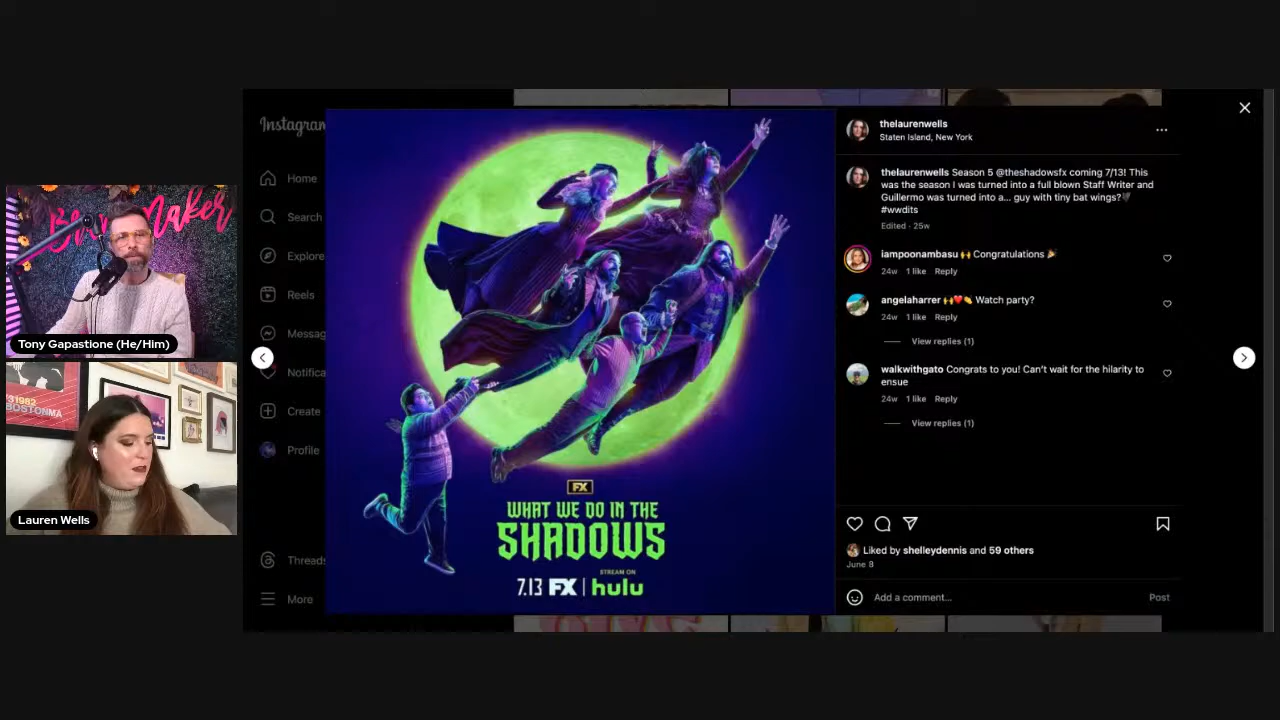 Tony Gapastione (He/Him)
31982
BOSTONMA
Lauren Wells
Instagram
Home
Search
Explore
Reels
Messag
Notifica
Create
Profile
Threads
More
FX
WHAT WE DO IN THE
SHADOWS
STREAM ON
7.13 FX | hulu
thelaurenwells
Staten Island, New York
thelaurenwells Season 5 @theshadowsfx coming 7/13! This
was the season I was turned into a full blown Staff Writer and
Guillermo was turned into a... guy with tiny bat wings?🖤
#wwdits
Edited · 25w
iampoonambasu 🙌 Congratulations 🎉
24w 1 like Reply
angelaharrer 🙌❤️👏 Watch party?
24w 1 like Reply
View replies (1)
walkwithgato Congrats to you! Can't wait for the hilarity to
ensue
24w 1 like Reply
View replies (1)
Liked by shelleydennis and 59 others
June 8
Add a comment...
Post